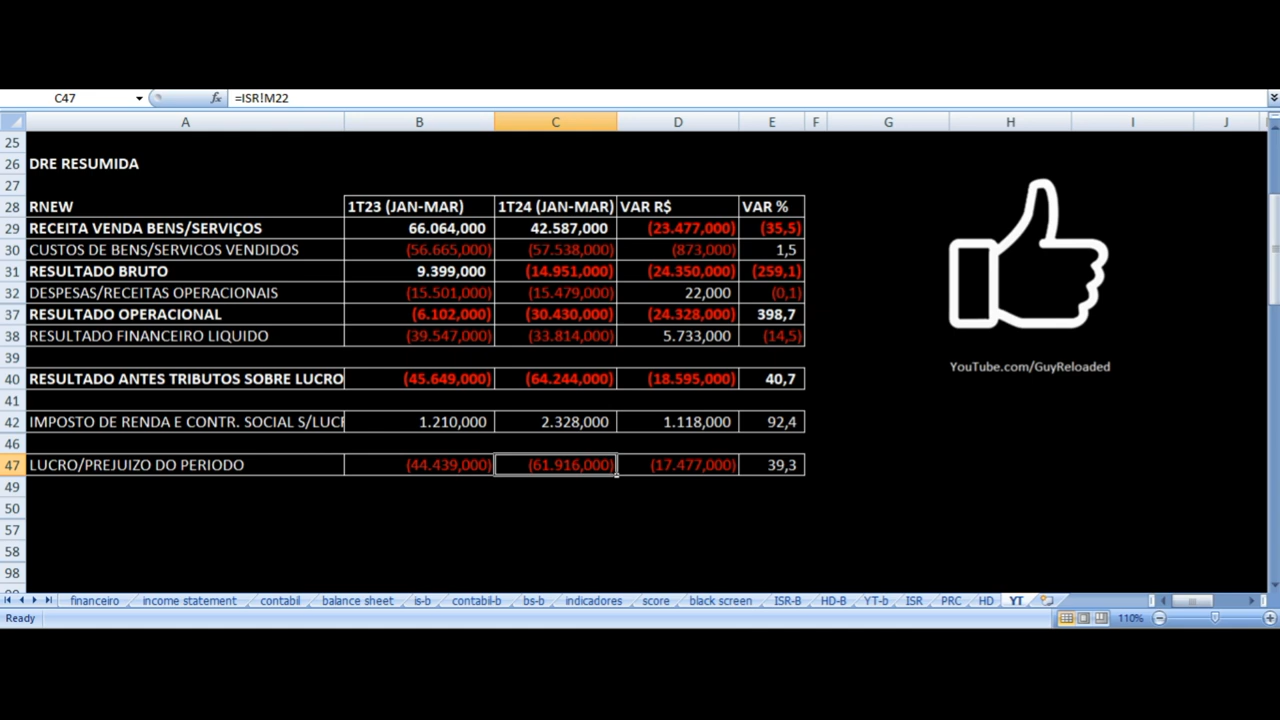 C47 fx =ISR!M22
A B C D E F G H I J
25
26 DRE RESUMIDA
27
28 RNEW 1T23 (JAN-MAR) 1T24 (JAN-MAR) VAR R$ VAR %
29 RECEITA VENDA BENS/SERVIÇOS 66.064,000 42.587,000 (23.477,000) (35,5)
30 CUSTOS DE BENS/SERVICOS VENDIDOS (56.665,000) (57.538,000) (873,000) 1,5
31 RESULTADO BRUTO 9.399,000 (14.951,000) (24.350,000) (259,1)
32 DESPESAS/RECEITAS OPERACIONAIS (15.501,000) (15.479,000) 22,000 (0,1)
37 RESULTADO OPERACIONAL (6.102,000) (30.430,000) (24.328,000) 398,7
38 RESULTADO FINANCEIRO LIQUIDO (39.547,000) (33.814,000) 5.733,000 (14,5)
39
40 RESULTADO ANTES TRIBUTOS SOBRE LUCRO (45.649,000) (64.244,000) (18.595,000) 40,7
41
42 IMPOSTO DE RENDA E CONTR. SOCIAL S/LUCR 1.210,000 2.328,000 1.118,000 92,4
46
47 LUCRO/PREJUIZO DO PERIODO (44.439,000) (61.916,000) (17.477,000) 39,3
49
50
57
58
98
YouTube.com/GuyReloaded
financeiro income statement contabil balance sheet is-b contabil-b bs-b indicadores score black screen ISR-B HD-B YT-b ISR PRC HD YT
Ready 110%